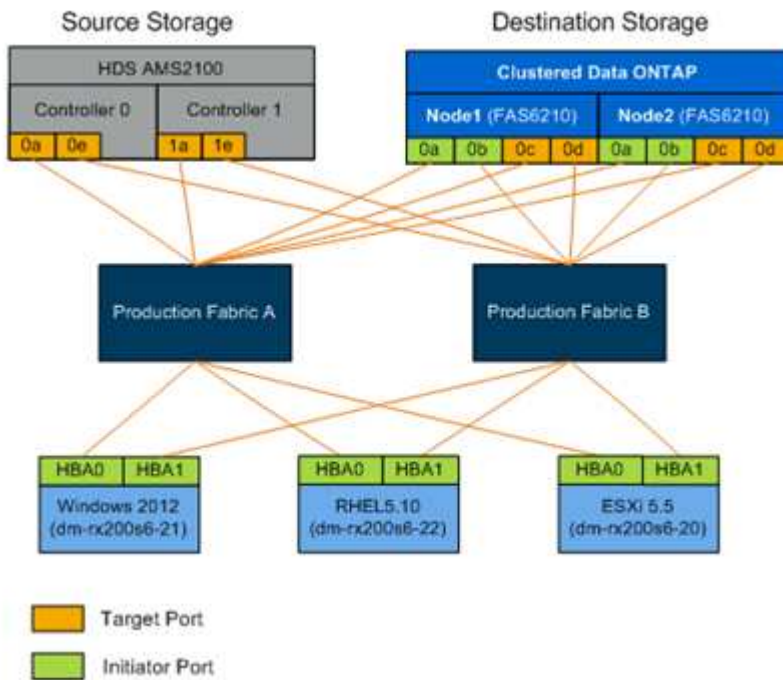 Source Storage
Destination Storage
HDS AMS2100
Controller 0
Controller 1
0a 0e 1a 1e
Clustered Data ONTAP
Node1 (FAS6210)
Node2 (FAS6210)
0a 0b 0c 0d 0a 0b 0c 0d
Production Fabric A
Production Fabric B
HBA0 HBA1
Windows 2012
(dm-rx200s6-21)
HBA0 HBA1
RHEL5.10
(dm-rx200s6-22)
HBA0 HBA1
ESXi 5.5
(dm-rx200s6-20)
Target Port
Initiator Port